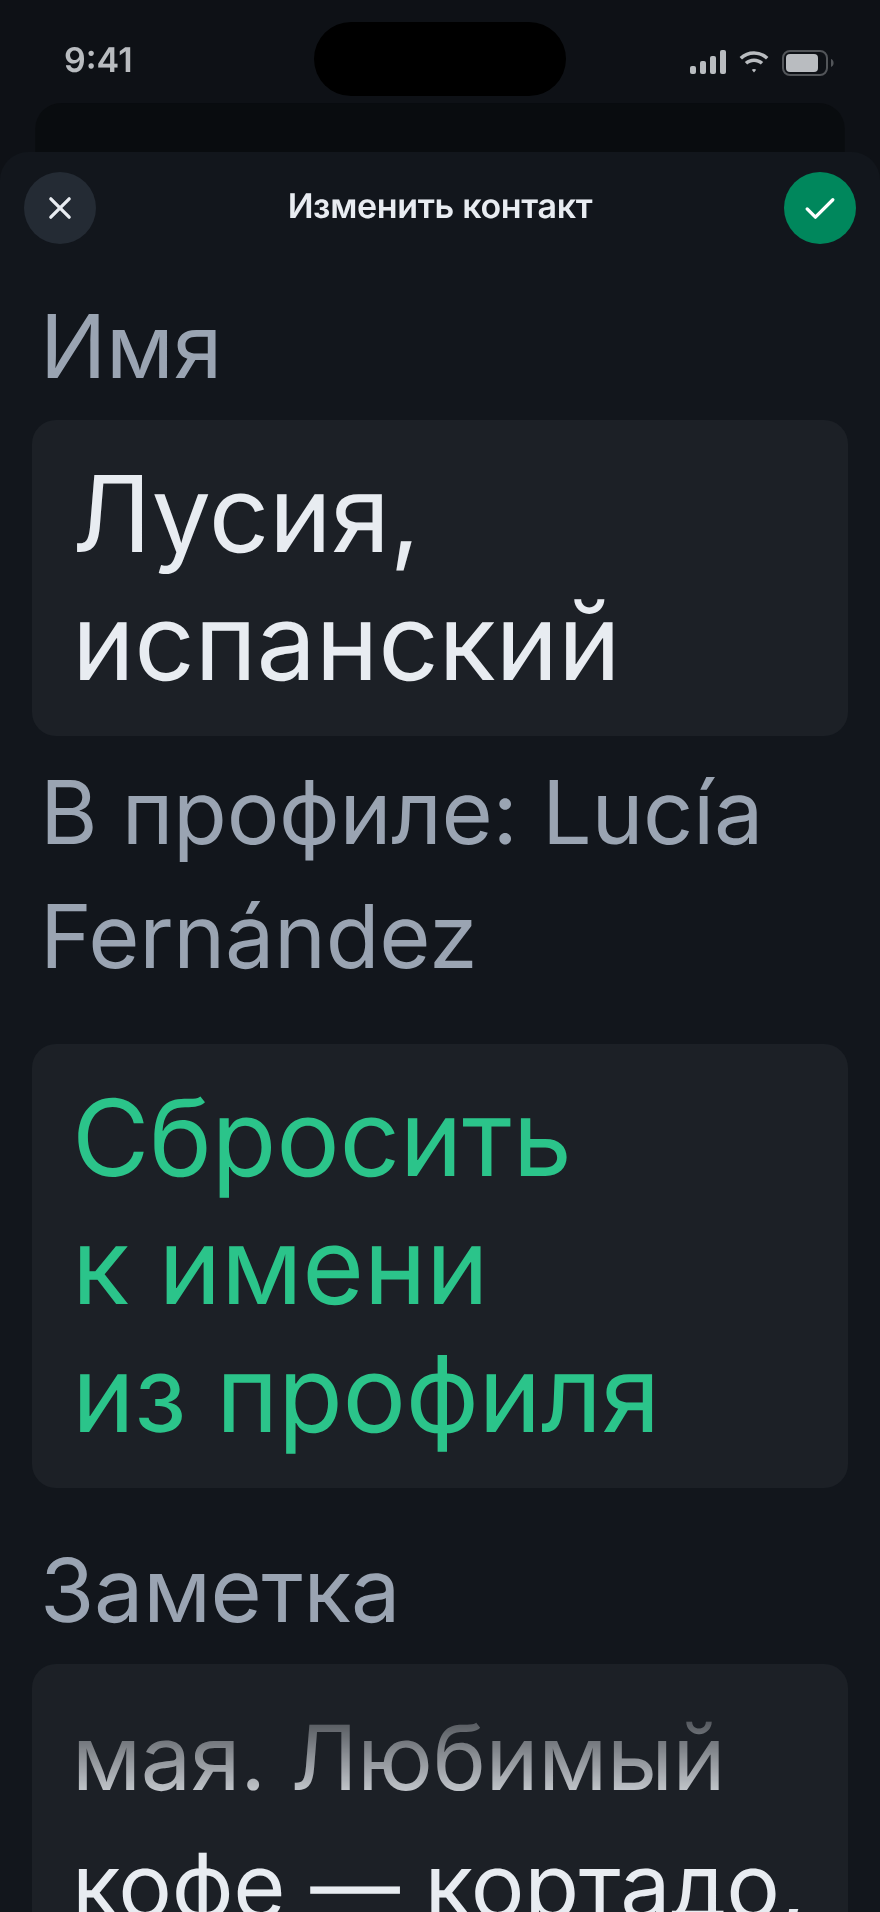 9:41
Изменить контакт
Имя
Лусия,
испанский
В профиле: Lucía
Fernández
Сбросить
к имени
из профиля
Заметка
мая. Любимый
кофе — кортадо,